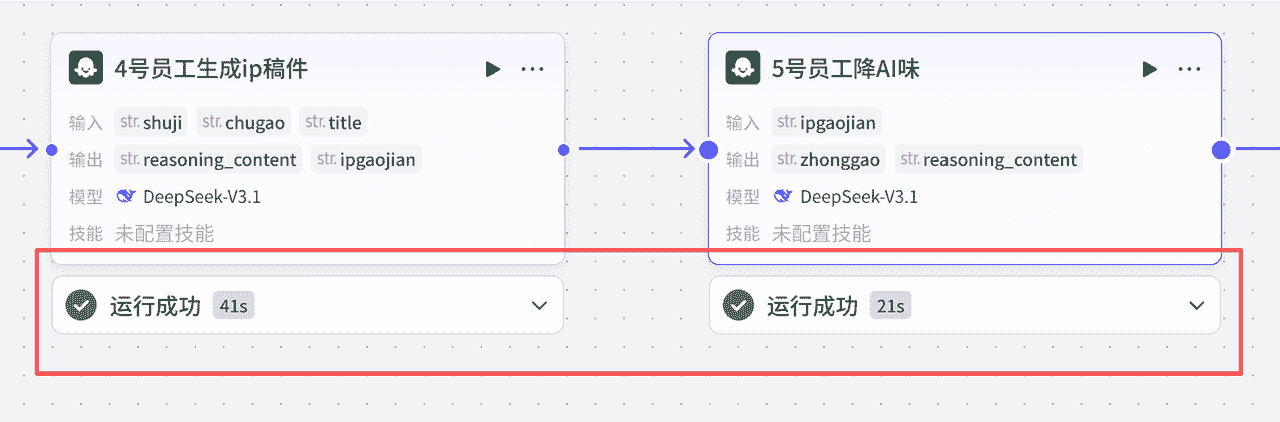 4号员工生成ip稿件
输入 str.shuji str.chugao str.title
输出 str.reasoning_content str.ipgaojian
模型 DeepSeek-V3.1
技能 未配置技能
运行成功 41s
5号员工降AI味
输入 str.ipgaojian
输出 str.zhonggao str.reasoning_content
模型 DeepSeek-V3.1
技能 未配置技能
运行成功 21s